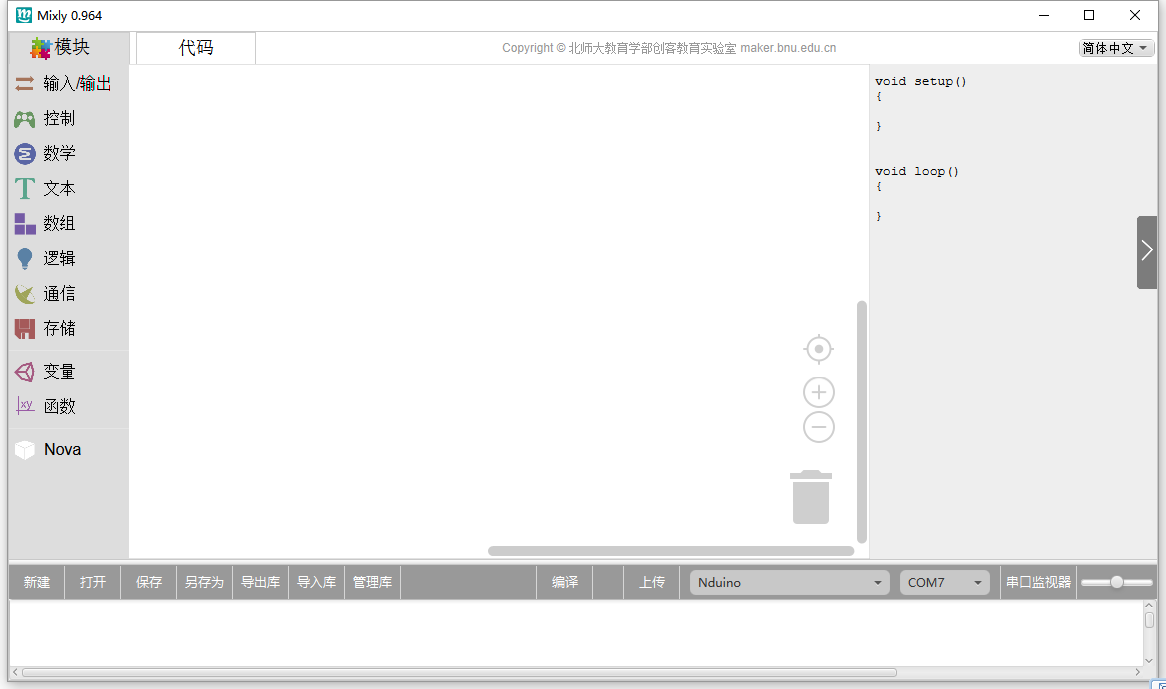 Mixly 0.964
模块
代码
Copyright © 北师大教育学部创客教育实验室 maker.bnu.edu.cn
简体中文
输入/输出
控制
数学
文本
数组
逻辑
通信
存储
变量
xy
函数
Nova
void setup()
{
}
void loop()
{
}
新建 打开 保存 另存为 导出库 导入库 管理库 编译 上传 Nduino COM7 串口监视器